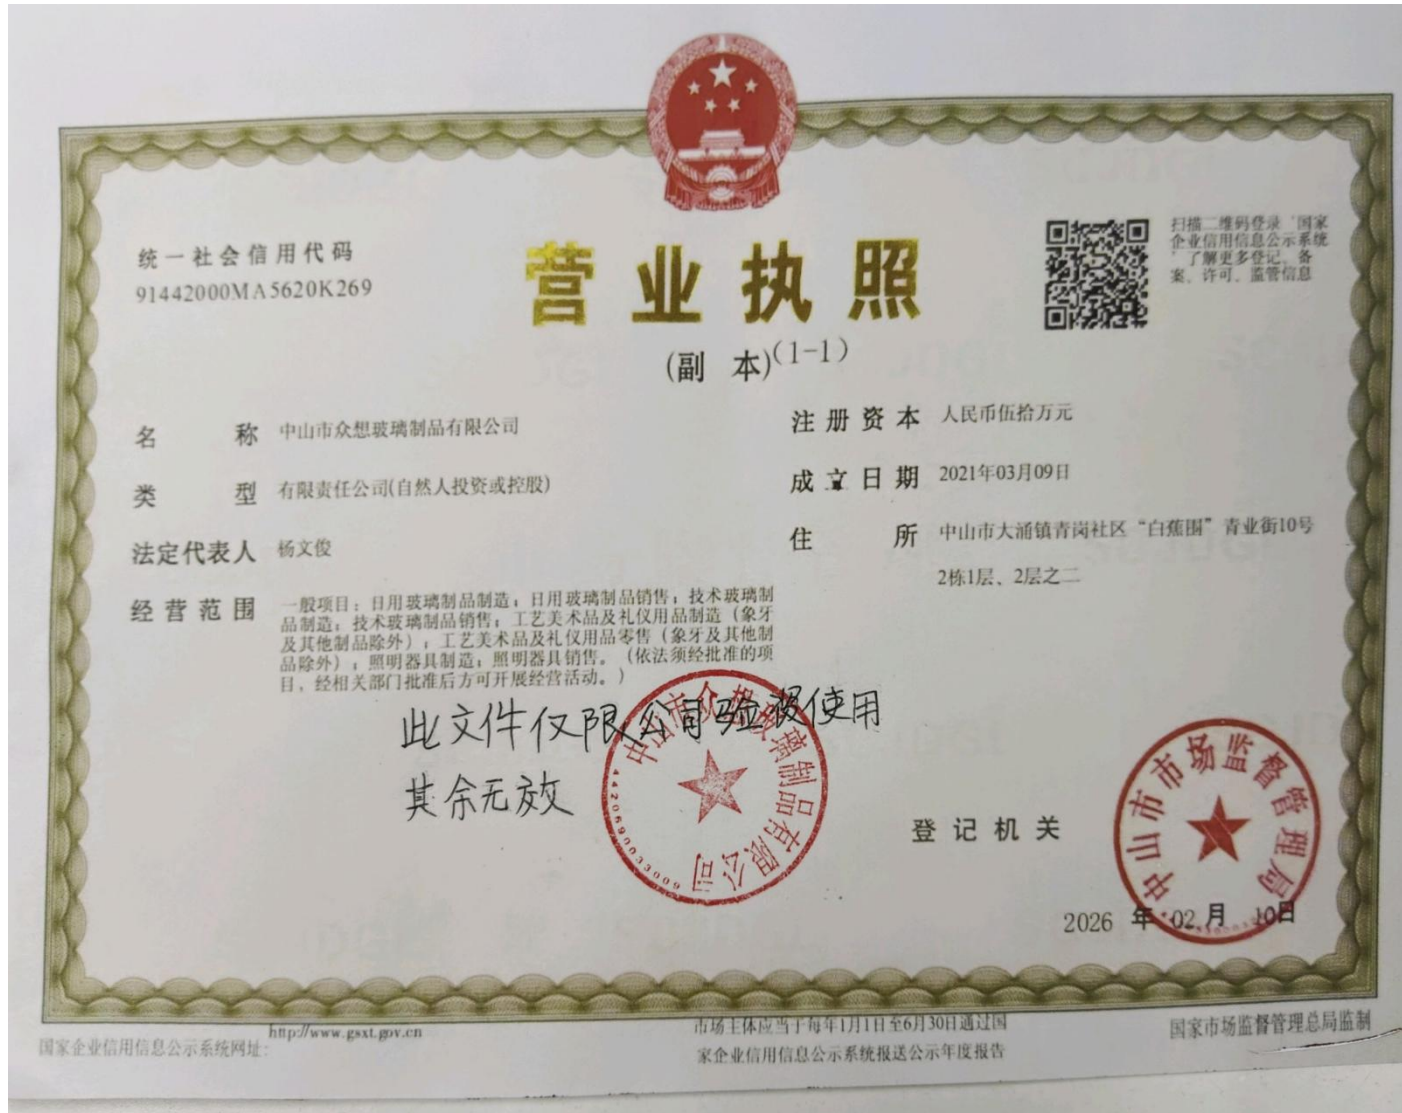 统一社会信用代码
91442000MA5620K269
营业执照
(副 本)(1-1)
扫描二维码登录“国家
企业信用信息公示系统
”了解更多登记、备
案、许可、监管信息
名 称 中山市众想玻璃制品有限公司
类 型 有限责任公司(自然人投资或控股)
法定代表人 杨文俊
经营范围 一般项目：日用玻璃制品制造；日用玻璃制品销售；技术玻璃制
品制造；技术玻璃制品销售；工艺美术品及礼仪用品制造（象牙
及其他制品除外）；工艺美术品及礼仪用品零售（象牙及其他制
品除外）；照明器具制造；照明器具销售。（依法须经批准的项
目，经相关部门批准后方可开展经营活动。）
注册资本 人民币伍拾万元
成立日期 2021年03月09日
住 所 中山市大涌镇青岗社区“白蕉围”青业街10号
2栋1层、2层之二
此文件仅限公司验收使用
其余无效
中山市众想玻璃制品有限公司
登记机关
中山市市场监督管理局
2026 年 02 月 10日
国家企业信用信息公示系统网址：
http://www.gsxt.gov.cn
市场主体应当于每年1月1日至6月30日通过国
家企业信用信息公示系统报送公示年度报告
国家市场监督管理总局监制